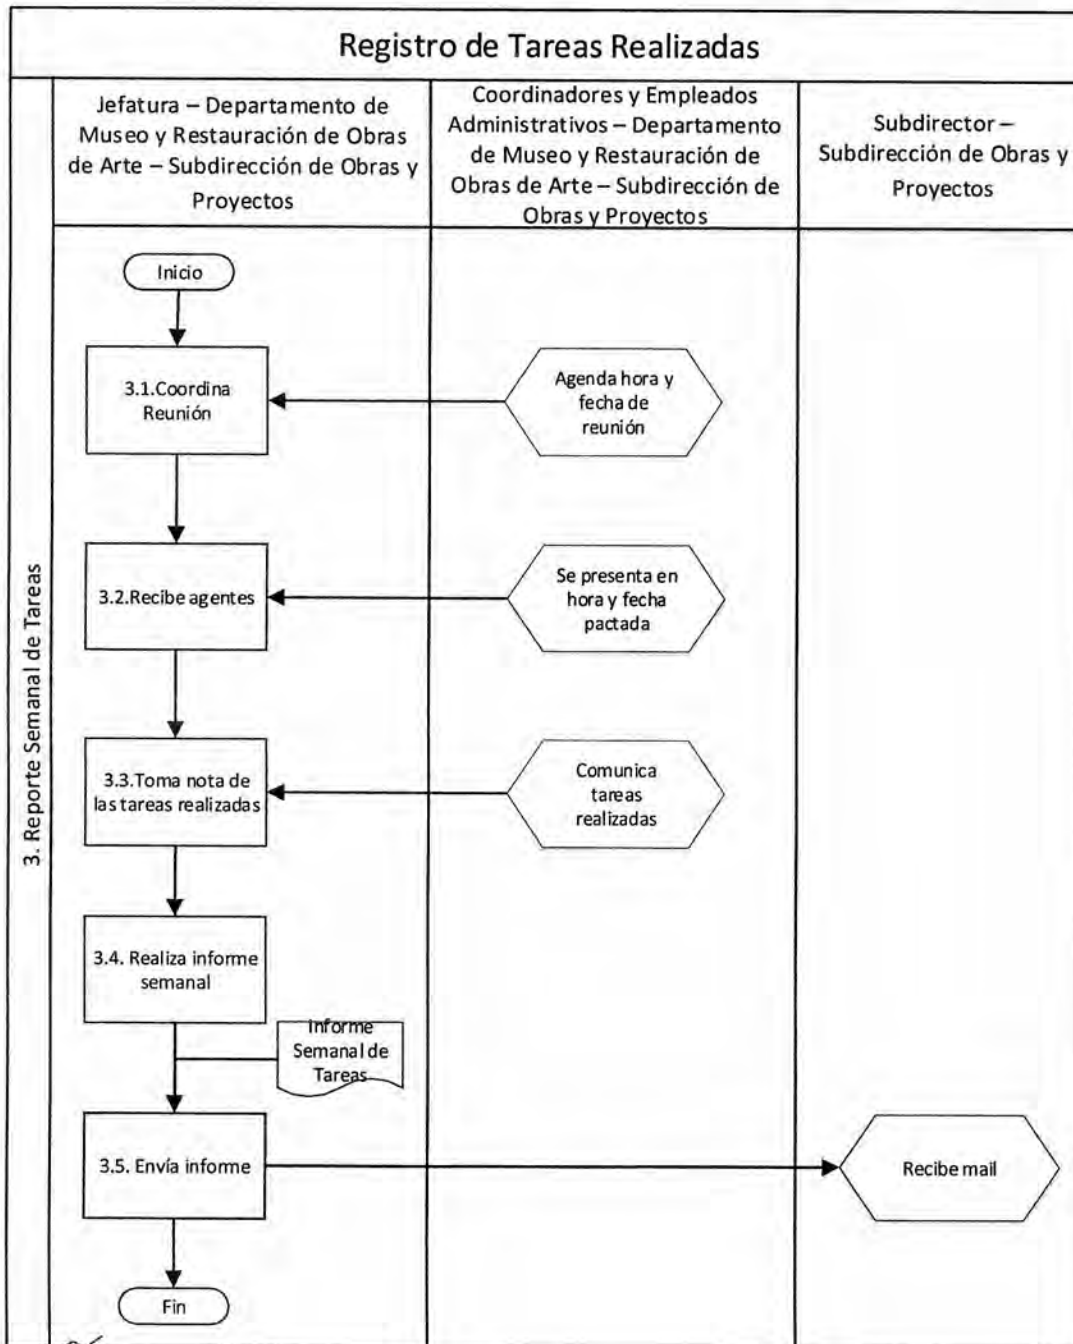 Registro de Tareas Realizadas
Jefatura – Departamento de
Museo y Restauración de Obras
de Arte – Subdirección de Obras y
Proyectos
Coordinadores y Empleados
Administrativos – Departamento
de Museo y Restauración de
Obras de Arte – Subdirección de
Obras y Proyectos
Subdirector –
Subdirección de Obras y
Proyectos
3. Reporte Semanal de Tareas
Inicio
3.1.Coordina
Reunión
Agenda hora y
fecha de
reunión
3.2.Recibe agentes
Se presenta en
hora y fecha
pactada
3.3.Toma nota de
las tareas realizadas
Comunica
tareas
realizadas
3.4. Realiza informe
semanal
Informe
Semanal de
Tareas
3.5. Envía informe
Recibe mail
Fin